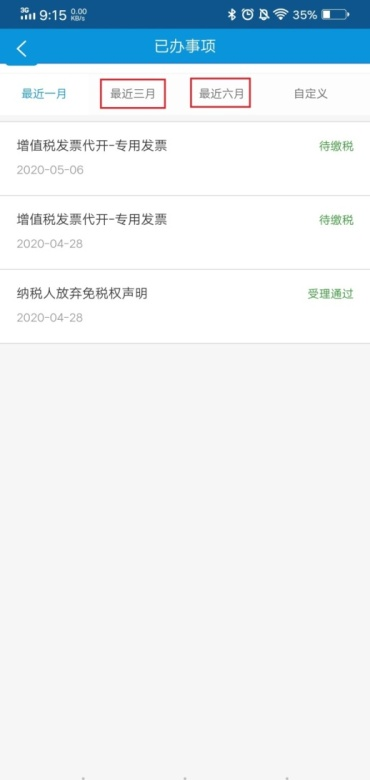 3G 9:15 0.00 KB/s 35%
已办事项
最近一月 最近三月 最近六月 自定义
增值税发票代开-专用发票 待缴税
2020-05-06
增值税发票代开-专用发票 待缴税
2020-04-28
纳税人放弃免税权声明 受理通过
2020-04-28